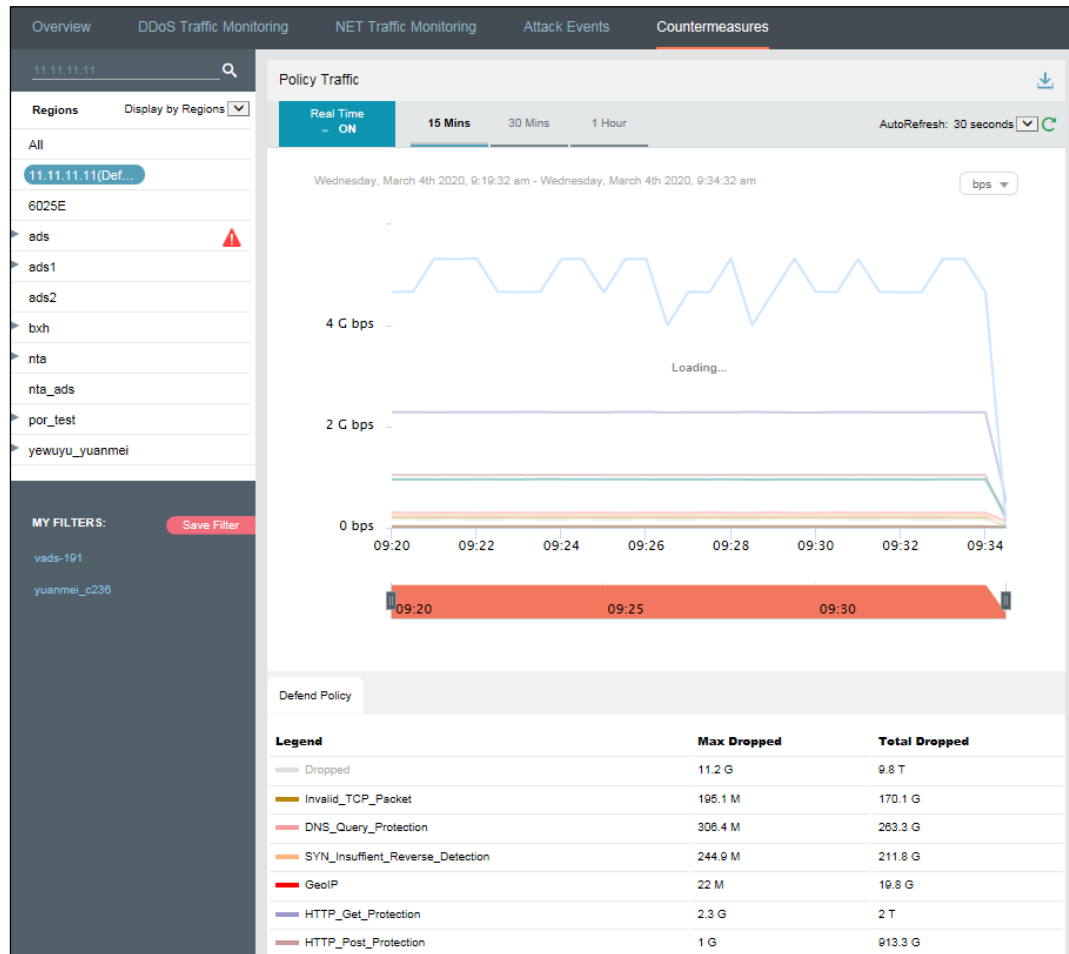 Overview DDoS Traffic Monitoring NET Traffic Monitoring Attack Events Countermeasures
11.11.11.11
Regions Display by Regions
All
11.11.11.11(Def...
6025E
ads
ads1
ads2
bxh
nta
nta_ads
por_test
yewuyu_yuanmei
MY FILTERS: Save Filter
vads-191
yuanmei_c236
Policy Traffic
Real Time
– ON
15 Mins 30 Mins 1 Hour AutoRefresh: 30 seconds
Wednesday, March 4th 2020, 9:19:32 am - Wednesday, March 4th 2020, 9:34:32 am bps
4 G bps
Loading...
2 G bps
0 bps
09:20 09:22 09:24 09:26 09:28 09:30 09:32 09:34
09:20 09:25 09:30
Defend Policy
Legend Max Dropped Total Dropped
Dropped 11.2 G 9.8 T
Invalid_TCP_Packet 195.1 M 170.1 G
DNS_Query_Protection 306.4 M 263.3 G
SYN_Insuffient_Reverse_Detection 244.9 M 211.8 G
GeoIP 22 M 19.8 G
HTTP_Get_Protection 2.3 G 2 T
HTTP_Post_Protection 1 G 913.3 G